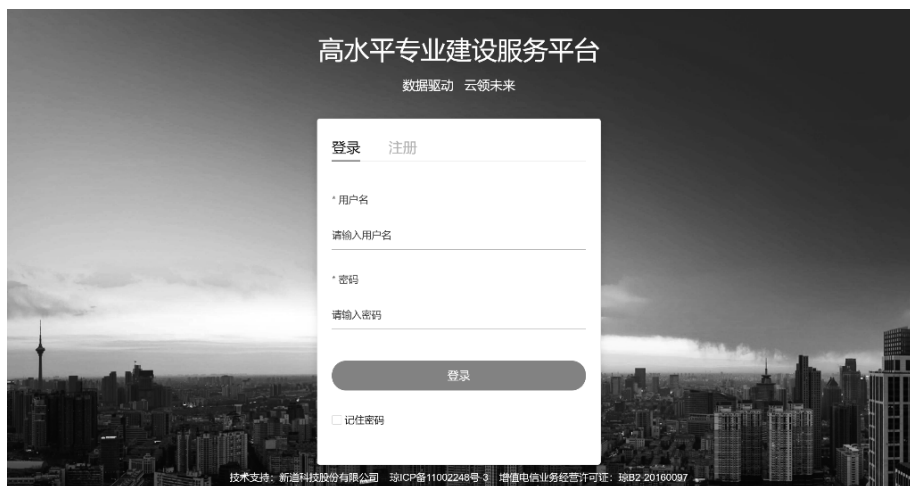 高水平专业建设服务平台
数据驱动 云领未来
登录 注册
* 用户名
请输入用户名
* 密码
请输入密码
登录
记住密码
技术支持：新道科技股份有限公司 琼ICP备11002248号-3 增值电信业务经营许可证：琼B2-20160097